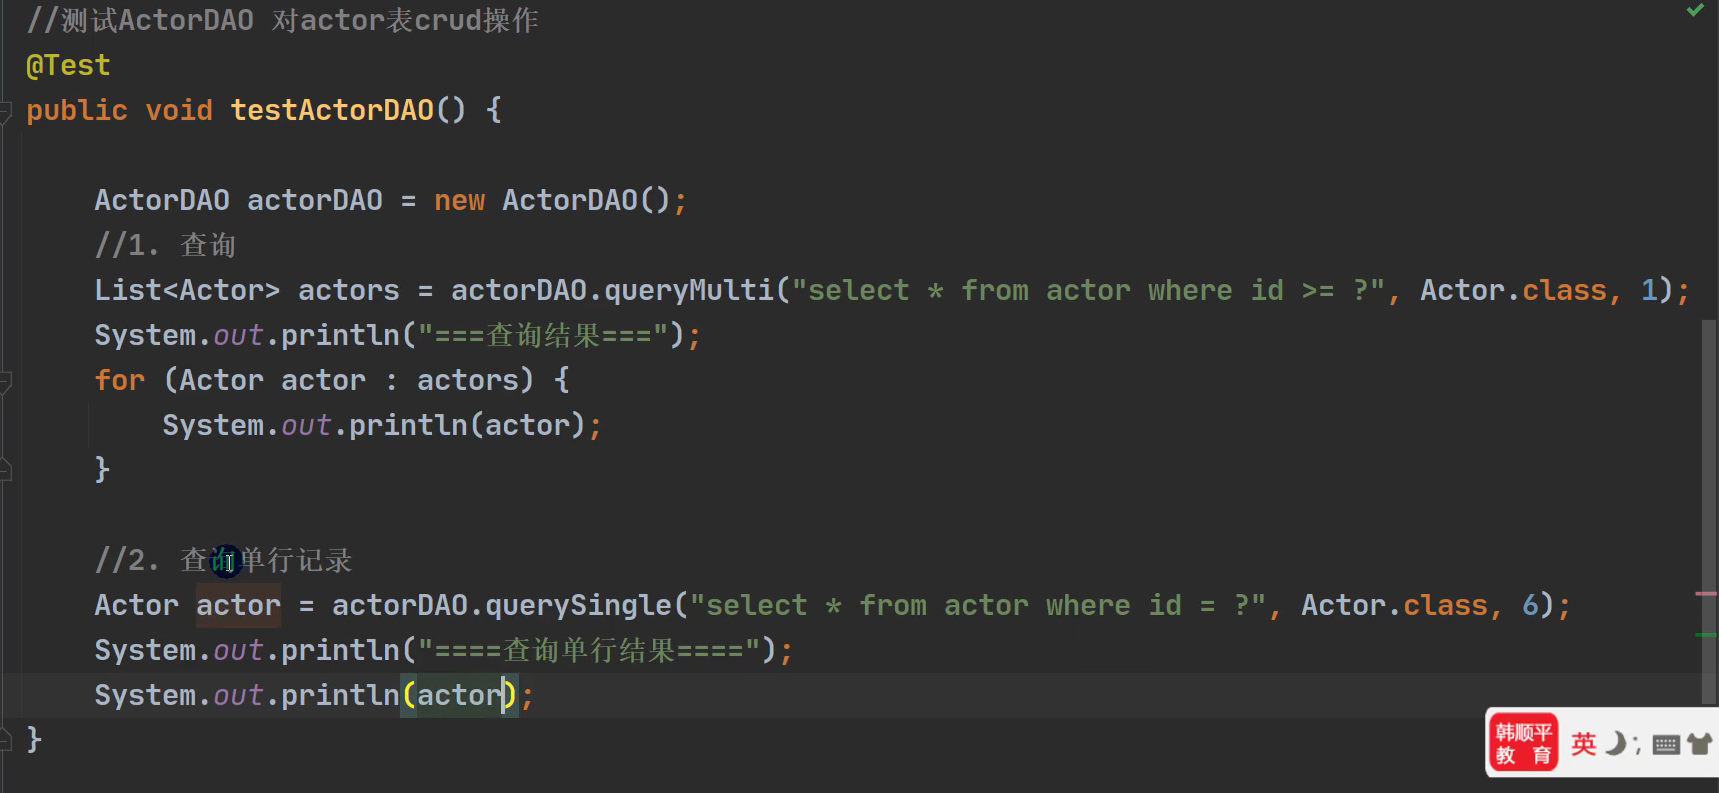 //测试ActorDAO 对actor表crud操作
@Test
public void testActorDAO() {
ActorDAO actorDAO = new ActorDAO();
//1. 查询
List<Actor> actors = actorDAO.queryMulti("select * from actor where id >= ?", Actor.class, 1);
System.out.println("===查询结果===");
for (Actor actor : actors) {
System.out.println(actor);
}
//2. 查询单行记录
Actor actor = actorDAO.querySingle("select * from actor where id = ?", Actor.class, 6);
System.out.println("====查询单行结果====");
System.out.println(actor);
}
韩顺平
教 育
英